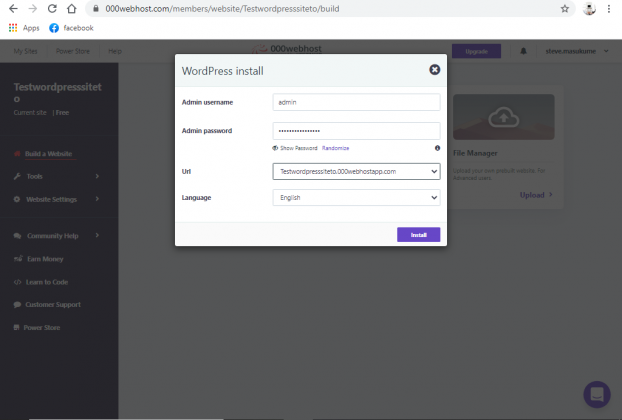 000webhost.com/members/website/Testwordpresssiteto/build
Apps
facebook
My Sites
Power Store
Help
000webhost
Upgrade
Testwordpresssitet
o
Current site | Free
Build a Website
Tools
Website Settings
Community Help
Earn Money
Learn to Code
Customer Support
Power Store
WordPress install
Admin username
admin
Admin password
••••••••••••••••
Show Password Randomize
Url
Testwordpresssiteto.000webhostapp.com
Language
English
Install
File Manager
Upload your own prebuilt website. For
Advanced users
Upload